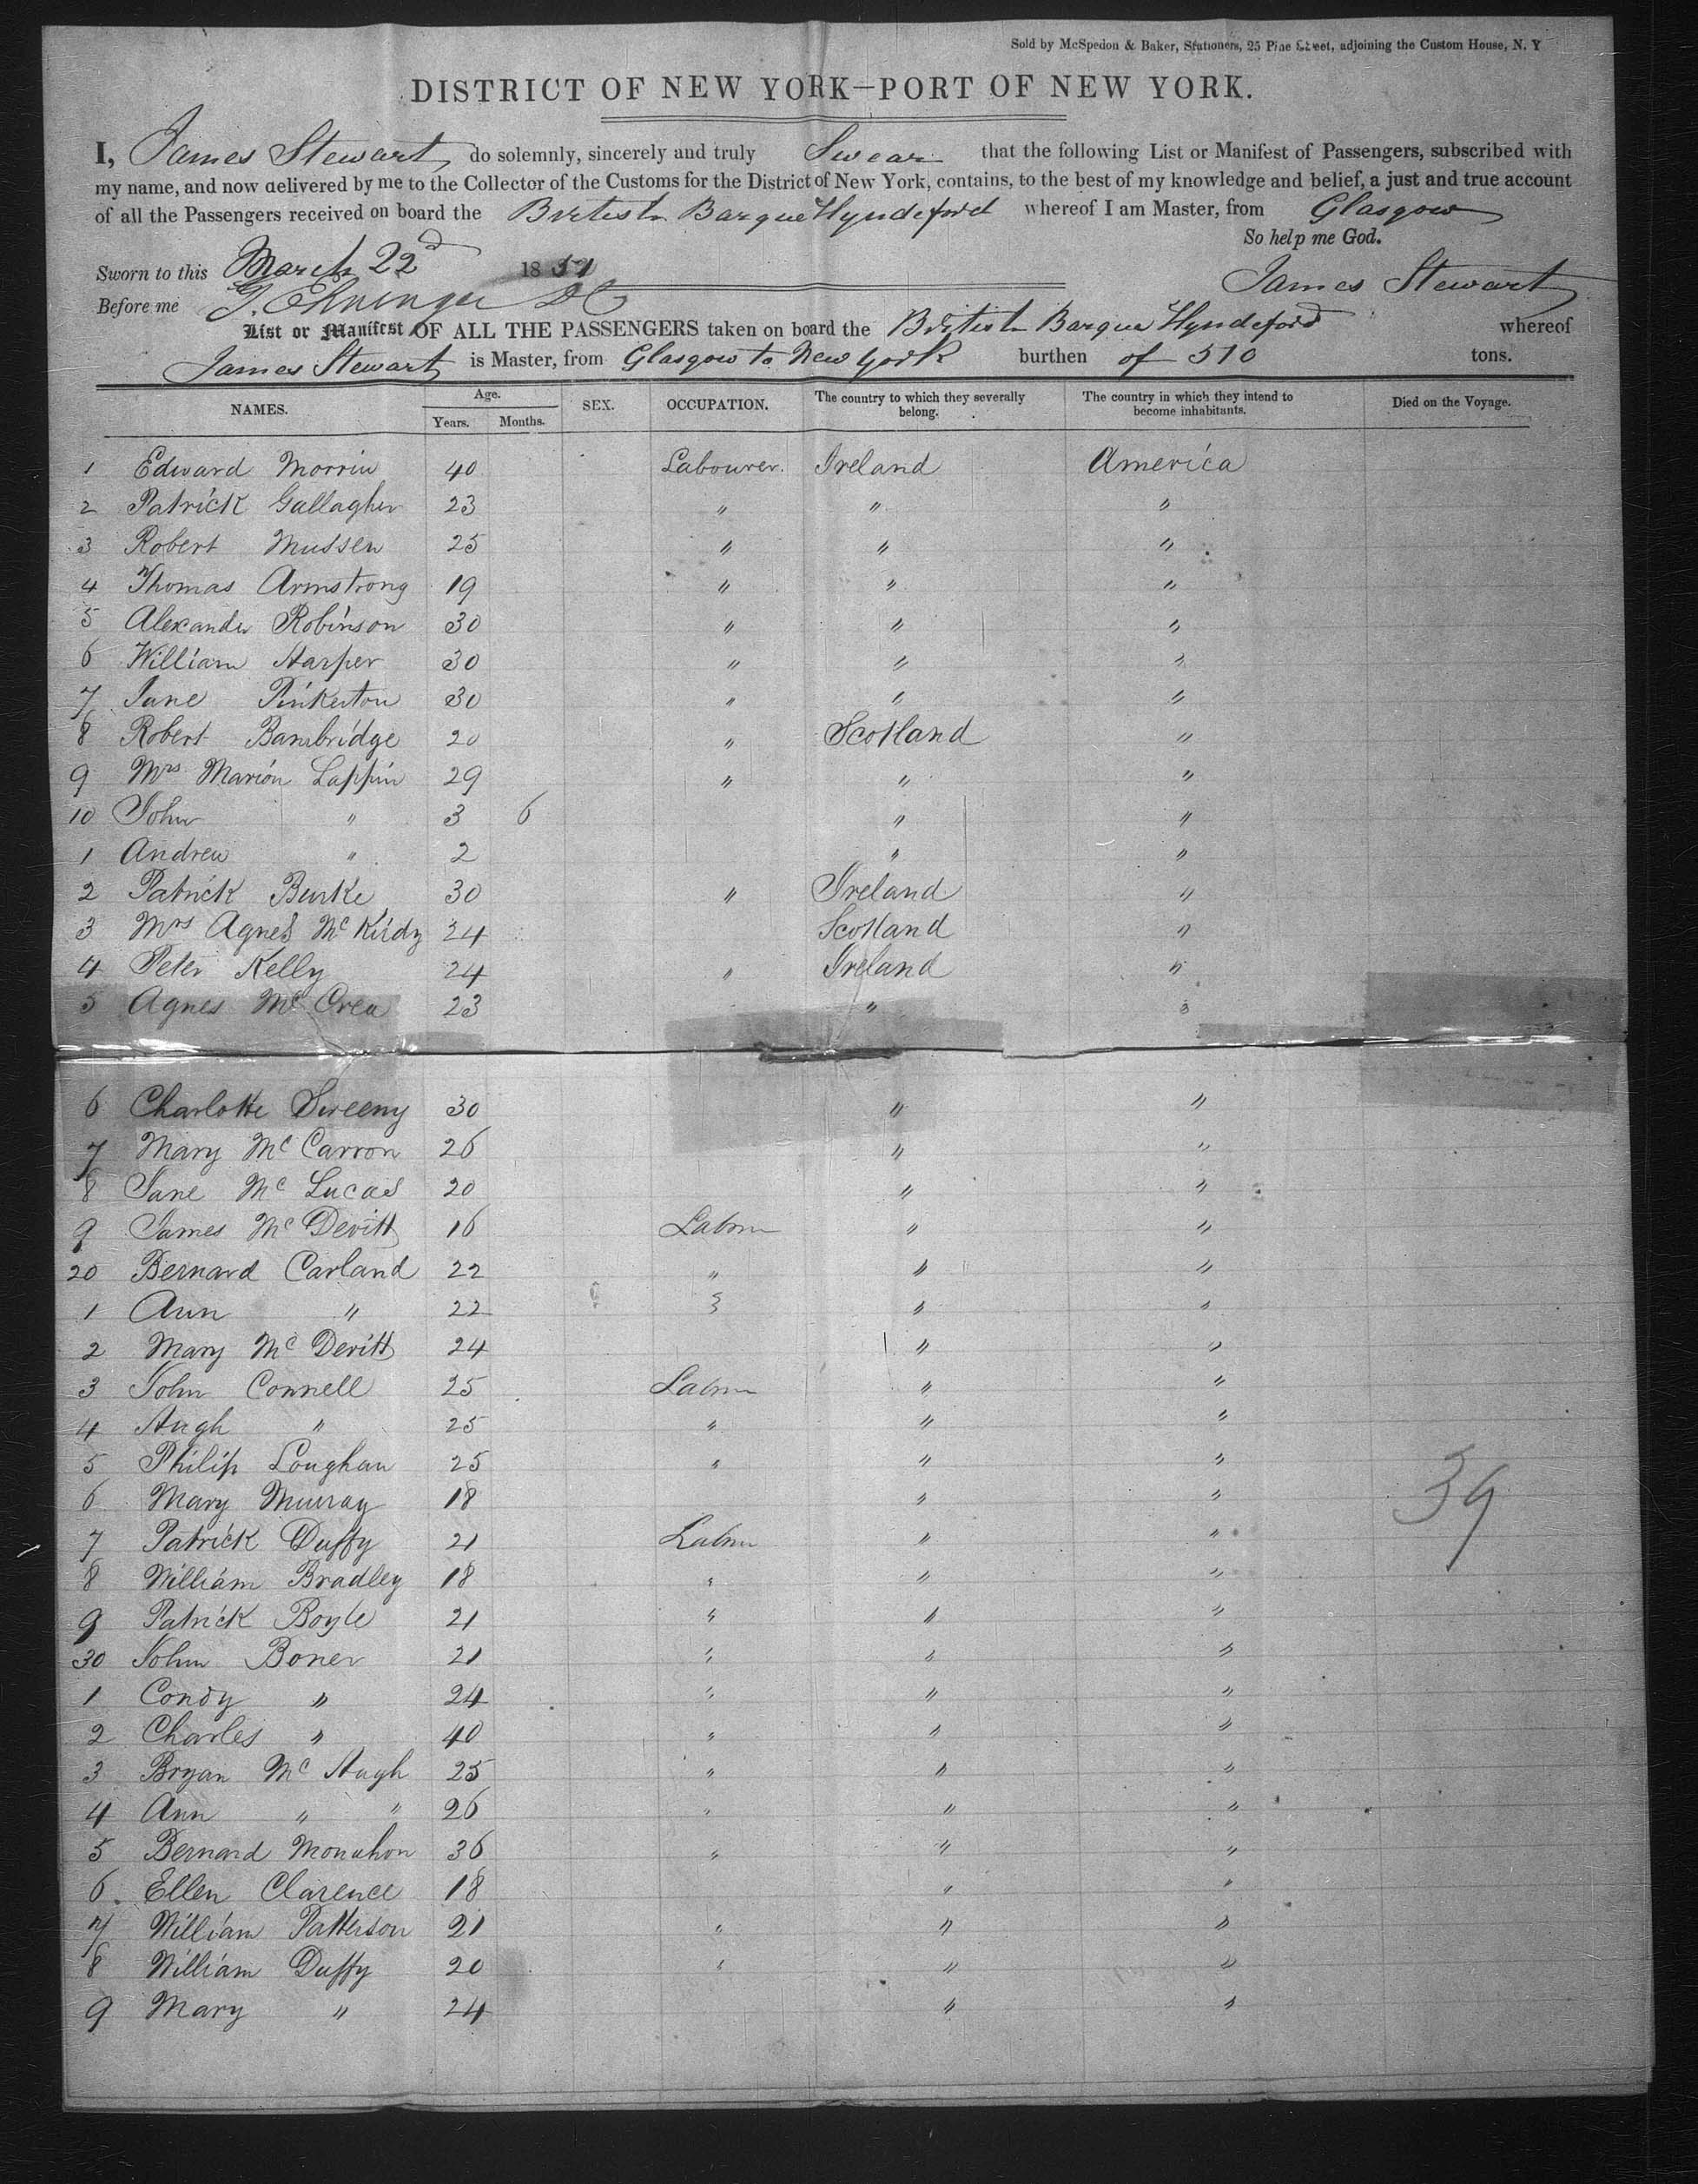 Sold by McSpedon & Baker, Stationers, 25 Pine Street, adjoining the Custom House, N. Y
DISTRICT OF NEW YORK—PORT OF NEW YORK.
I, James Stewart do solemnly, sincerely and truly Swear that the following List or Manifest of Passengers, subscribed with
my name, and now delivered by me to the Collector of the Customs for the District of New York, contains, to the best of my knowledge and belief, a just and true account
of all the Passengers received on board the British Barque Hyndeford whereof I am Master, from Glasgow
So help me God.
Sworn to this March 22d 1851
James Stewart
Before me
List or Manifest OF ALL THE PASSENGERS taken on board the British Barque Hyndeford whereof
James Stewart is Master, from Glasgow to New York burthen of 510 tons.
NAMES. Age. Years. Months. SEX. OCCUPATION. The country to which they severally belong. The country in which they intend to become inhabitants. Died on the Voyage.
1 Edward Morrin 40 Labourer. Ireland America
2 Patrick Gallagher 23 " " "
3 Robert Mussen 25 " " "
4 Thomas Armstrong 19 " " "
5 Alexander Robinson 30 " " "
6 William Harper 30 " " "
7 Jane Pinkerton 30 " " "
8 Robert Bambridge 20 " Scotland "
9 Mrs Marion Lappin 29 " " "
10 John " 3 6 " "
1 Andrew " 2 " "
2 Patrick Burke 30 " Ireland "
3 Mrs Agnes Mc Kirdy 24 Scotland "
4 Peter Kelly 24 " Ireland "
5 Agnes Mc Crea 23 " "
6 Charlotte Sweeny 30 " "
7 Mary Mc Carron 26 " "
8 Jane Mc Lucas 20 " "
9 James Mc Devitt 16 Labrer " "
20 Bernard Carland 22 " " "
1 Ann " 22 " "
2 Mary Mc Devitt 24 " "
3 John Connell 25 Labrer " "
4 Hugh " 25 " " "
5 Philip Loughan 25 " " "
6 Mary Murray 18 " "
7 Patrick Duffy 21 Labrer " "
8 William Bradley 18 " " "
9 Patrick Boyle 21 " " "
30 John Boner 21 " " "
1 Condy " 24 " " "
2 Charles " 40 " " "
3 Bryan Mc Hugh 25 " " "
4 Ann " " 26 " " "
5 Bernard Monahon 36 " " "
6 Ellen Clarence 18 " "
7 William Patterson 21 " " "
8 William Duffy 20 " " "
9 Mary " 24 " "
39